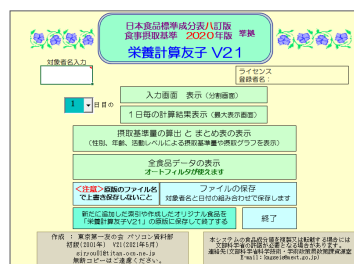 日本食品標準成分表八訂版
食事摂取基準 2020年版 準拠
栄養計算友子 V21
対象者名入力
ライセンス
登録者名:
1 日目の
入力画面 表示(分割画面)
1日毎の計算結果表示(最大表示画面)
摂取基準量の算出 と まとめ表の表示
(性別、年齢、活動レベルによる摂取基準量や摂取グラフを表示)
全食品データの表示
オートフィルタが使えます
<注意>原版のファイル名
で上書き保存しないこと
ファイルの保存
対象者名と日付の組み合わせで保存します
新たに追加した索引や作成したオリジナル食品を
「栄養計算友子V21」の原版に保存して終了する
終了
作成 : 東京第一友の会 パソコン資料部
初版(2001年) V21(2021年5月)
無断コピーはご遠慮ください。
本システムの食品成分値を複製又は転載する場合には
文部科学省の許諾が必要となる場合があります。